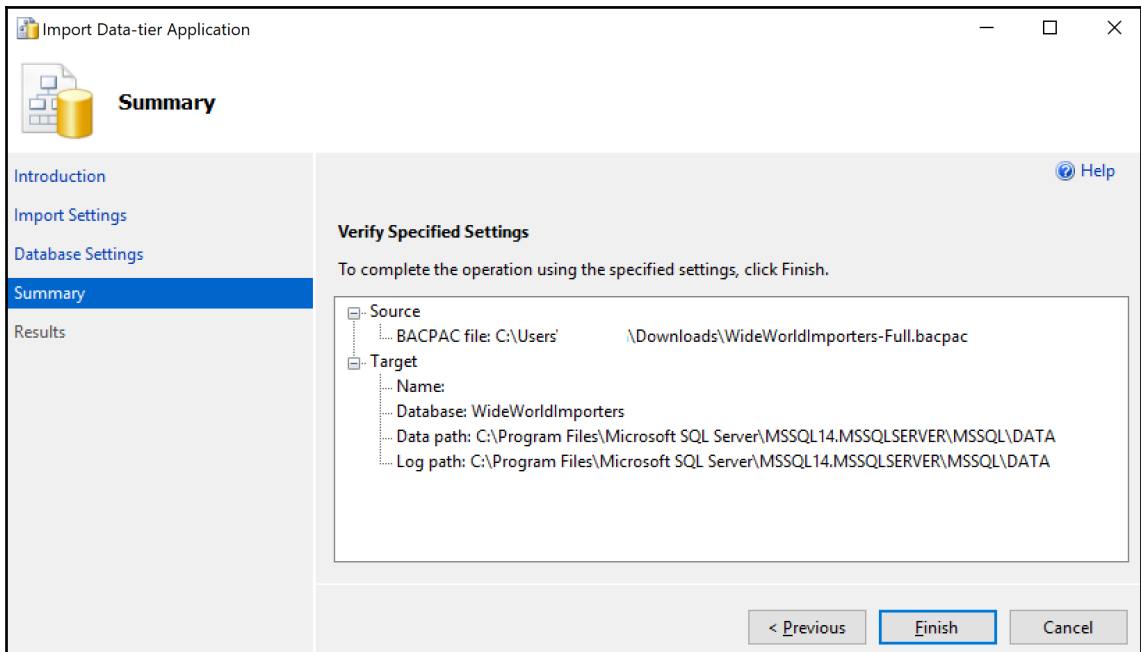 Import Data-tier Application
Summary
Introduction
Import Settings
Database Settings
Summary
Results
Help
Verify Specified Settings
To complete the operation using the specified settings, click Finish.
Source
BACPAC file: C:\Users' \Downloads\WideWorldImporters-Full.bacpac
Target
Name:
Database: WideWorldImporters
Data path: C:\Program Files\Microsoft SQL Server\MSSQL14.MSSQLSERVER\MSSQL\DATA
Log path: C:\Program Files\Microsoft SQL Server\MSSQL14.MSSQLSERVER\MSSQL\DATA
< Previous
Finish
Cancel